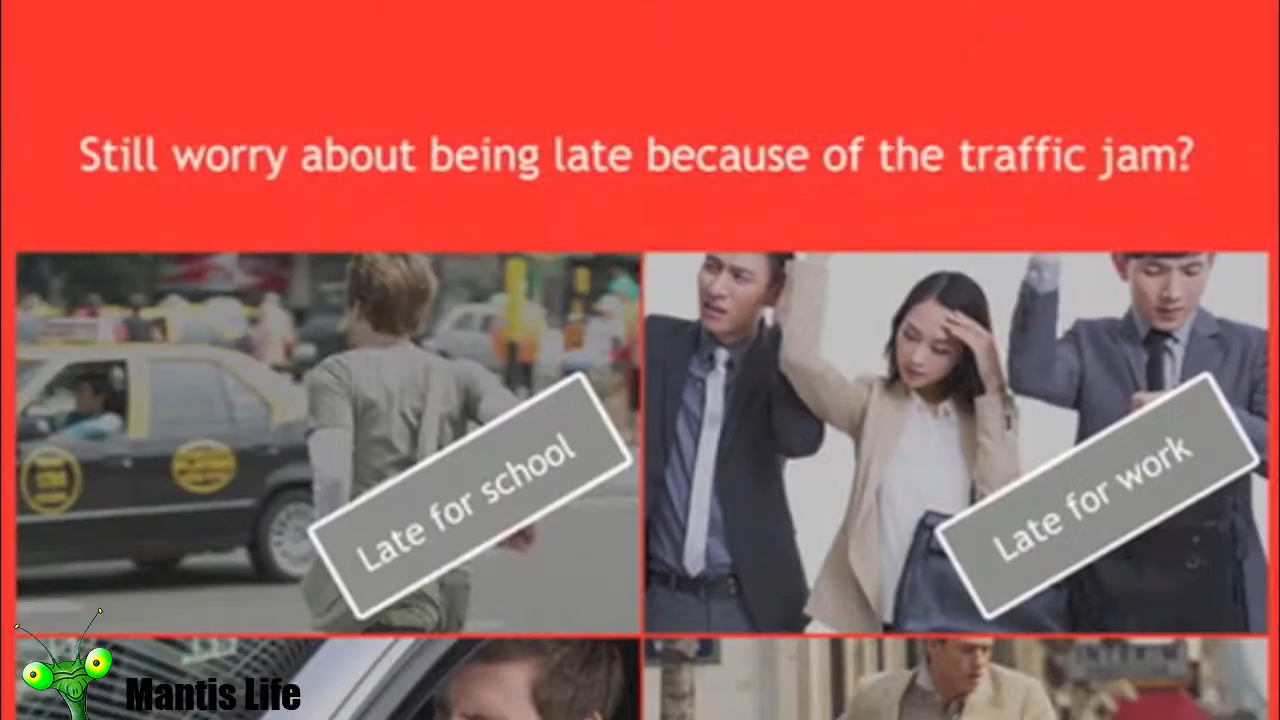 Still worry about being late because of the traffic jam?
Late for school
Late for work
Mantis Life